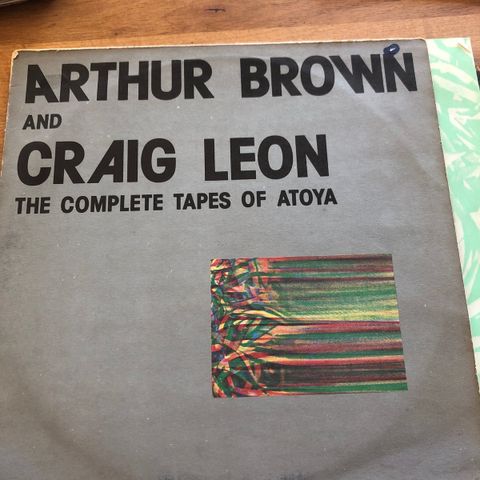 ARTHUR BROWN
AND
CRAIG LEON
THE COMPLETE TAPES OF ATOYA